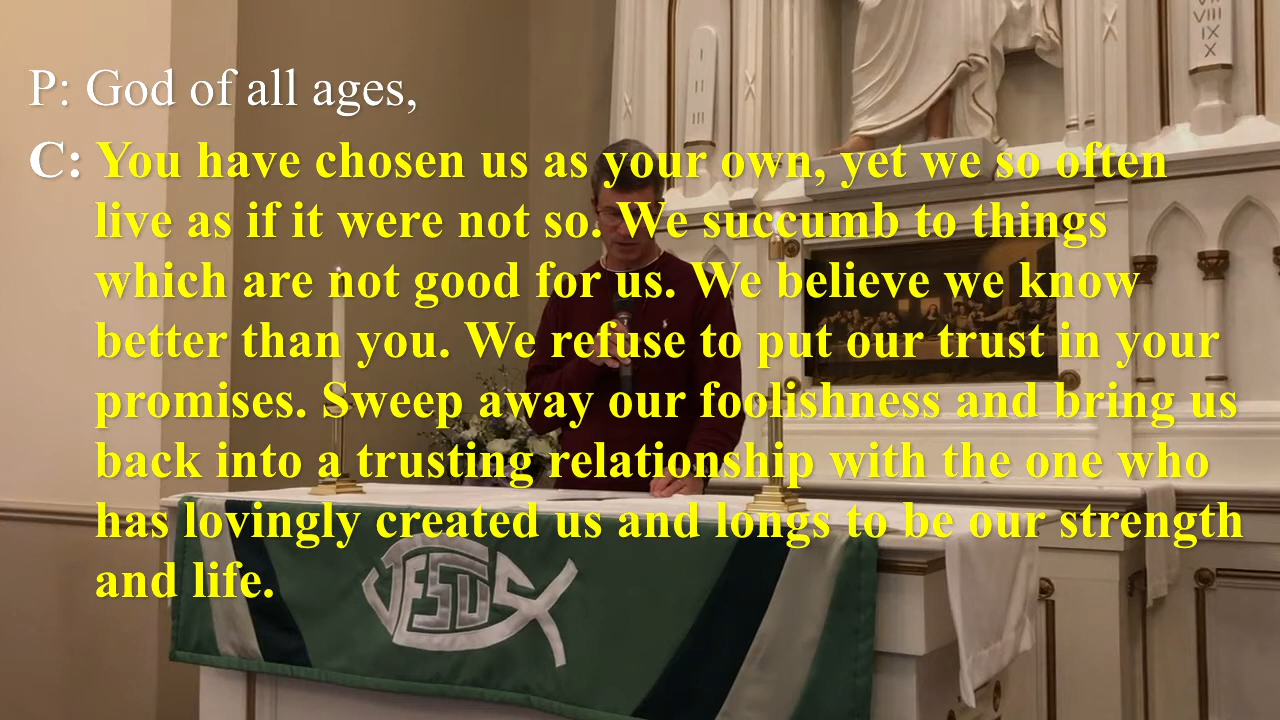 P: God of all ages,
C: You have chosen us as your own, yet we so often
live as if it were not so. We succumb to things
which are not good for us. We believe we know
better than you. We refuse to put our trust in your
promises. Sweep away our foolishness and bring us
back into a trusting relationship with the one who
has lovingly created us and longs to be our strength
and life.
I
II
III
VIII
IX
X
JESUS